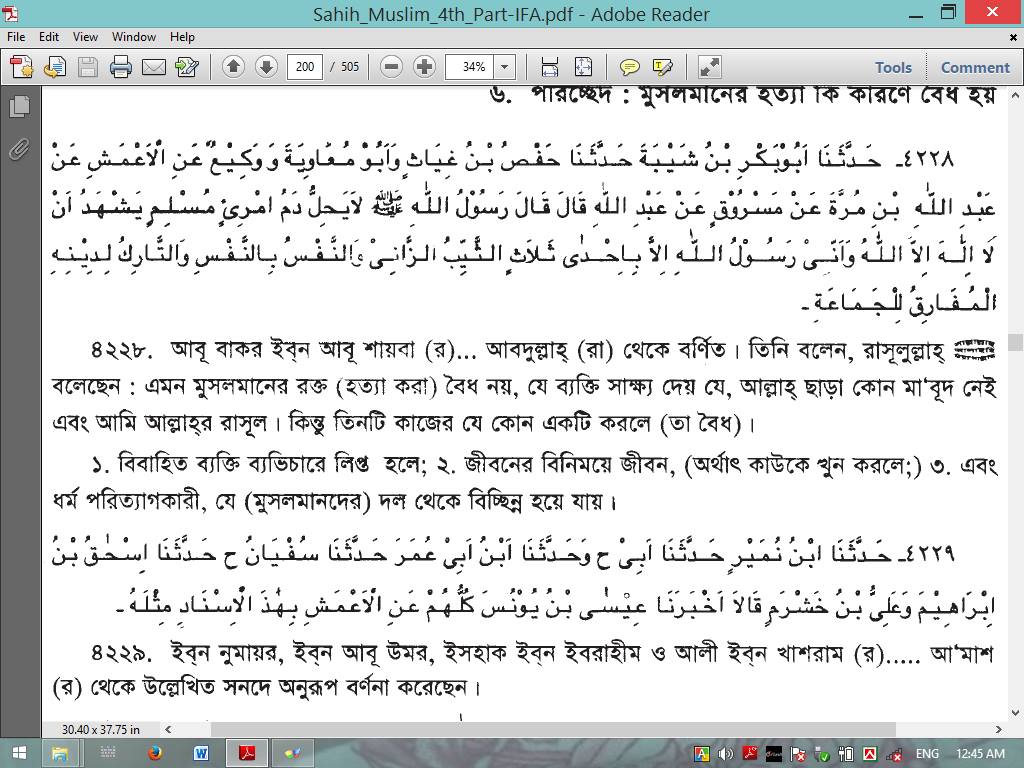 Sahih_Muslim_4th_Part-IFA.pdf - Adobe Reader
File Edit View Window Help
200 / 505 34% Tools Comment
৬. পরিচ্ছেদ : মুসলমানের হত্যা কি কারণে বৈধ হয়
٤٢٢٨ـ حَدَّثَنَا اَبُوْبَكْرِ بْنُ شَيْبَةَ حَدَّثَنَا حَفْصُ بْنُ غِيَاثٍ وَاَبُوْ مُعَاوِيَةَ وَ وَكِيْعٌ عَنِ الْاَعْمَشِ عَنْ
عَبْدِ اللّٰهِ بْنِ مُرَّةَ عَنْ مَسْرُوْقٍ عَنْ عَبْدِ اللّٰهِ قَالَ قَالَ رَسُوْلُ اللّٰهِ ﷺ لاَيَحِلُّ دَمُ امْرِئٍ مُسْلِمٍ يَشْهَدُ اَنْ
لَا اِلٰهَ اِلاَّ اللّٰهُ وَاَنِّىْ رَسُوْلُ اللّٰهِ اِلاَّ بِاِحْدٰى ثَلاَثٍ الثَّيِّبُ الزَّانِىْ وَالنَّفْسُ بِالنَّفْسِ وَالتَّارِكُ لِدِيْنِهِ
الْمُفَارِقُ لِلْجَمَاعَةِ ـ
৪২২৮. আবূ বাকর ইব্‌ন আবূ শায়বা (র)... আবদুল্লাহ্ (রা) থেকে বর্ণিত। তিনি বলেন, রাসূলুল্লাহ্ ﷺ
বলেছেন : এমন মুসলমানের রক্ত (হত্যা করা) বৈধ নয়, যে ব্যক্তি সাক্ষ্য দেয় যে, আল্লাহ্ ছাড়া কোন মা'বূদ নেই
এবং আমি আল্লাহ্‌র রাসূল। কিন্তু তিনটি কাজের যে কোন একটি করলে (তা বৈধ)।
১. বিবাহিত ব্যক্তি ব্যভিচারে লিপ্ত হলে; ২. জীবনের বিনিময়ে জীবন, (অর্থাৎ কাউকে খুন করলে;) ৩. এবং
ধর্ম পরিত্যাগকারী, যে (মুসলমানদের) দল থেকে বিচ্ছিন্ন হয়ে যায়।
٤٢٢٩ـ حَدَّثَنَا ابْنُ نُمَيْرٍ حَدَّثَنَا اَبِىْ ح وَحَدَّثَنَا اَبْنُ اَبِىْ عُمَرَ حَدَّثَنَا سُفْيَانُ ح حَدَّثَنَا اِسْحٰقُ بْنُ
اِبْرَاهِيْمَ وَعَلِىُّ بْنُ خَشْرَمٍ قَالاَ اَخْبَرَنَا عِيْسٰى بْنُ يُوْنُسَ كُلُّهُمْ عَنِ الْاَعْمَشِ بِهٰذَ الْاِسْنَادِ مِثْلَهُ ـ
৪২২৯. ইব্‌ন নুমায়র, ইব্‌ন আবূ উমর, ইসহাক ইব্‌ন ইবরাহীম ও আলী ইব্‌ন খাশরাম (র)..... আ'মাশ
(র) থেকে উল্লেখিত সনদে অনুরূপ বর্ণনা করেছেন।
30.40 x 37.75 in
ENG 12:45 AM